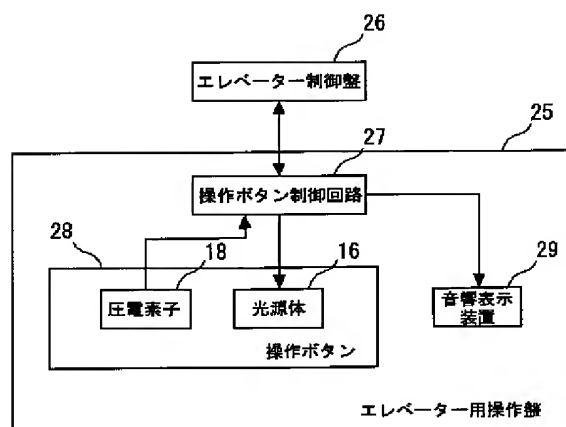 26
エレベーター制御盤
25
27
操作ボタン制御回路
28
18
16
29
圧電素子
光源体
音響表示
装置
操作ボタン
エレベーター用操作盤